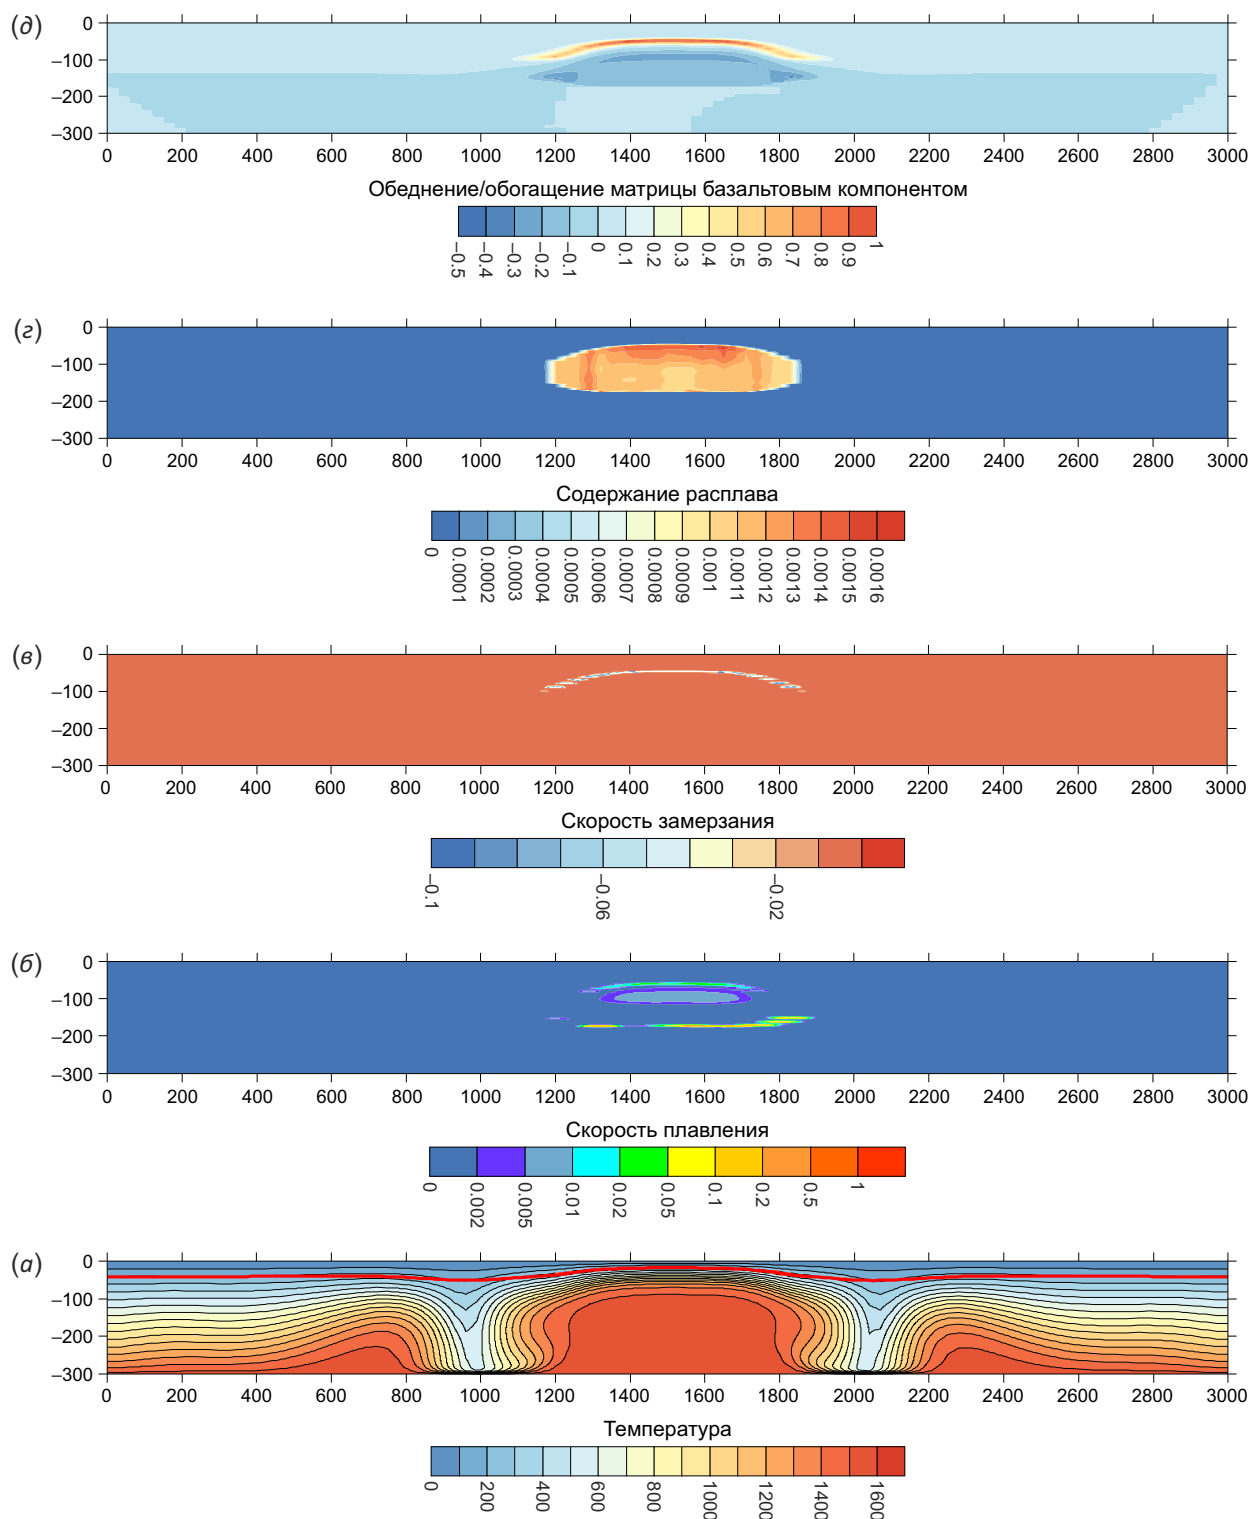 (д)
0
–100
–200
–300
0 200 400 600 800 1000 1200 1400 1600 1800 2000 2200 2400 2600 2800 3000
Обеднение/обогащение матрицы базальтовым компонентом
–0.5 –0.4 –0.3 –0.2 –0.1 0 0.1 0.2 0.3 0.4 0.5 0.6 0.7 0.8 0.9 1
(г)
0
–100
–200
–300
0 200 400 600 800 1000 1200 1400 1600 1800 2000 2200 2400 2600 2800 3000
Содержание расплава
0 0.0001 0.0002 0.0003 0.0004 0.0005 0.0006 0.0007 0.0008 0.0009 0.001 0.0011 0.0012 0.0013 0.0014 0.0015 0.0016
(в)
0
–100
–200
–300
0 200 400 600 800 1000 1200 1400 1600 1800 2000 2200 2400 2600 2800 3000
Скорость замерзания
–0.1 –0.06 –0.02
(б)
0
–100
–200
–300
0 200 400 600 800 1000 1200 1400 1600 1800 2000 2200 2400 2600 2800 3000
Скорость плавления
0 0.002 0.005 0.01 0.02 0.05 0.1 0.2 0.5 1
(а)
0
–100
–200
–300
0 200 400 600 800 1000 1200 1400 1600 1800 2000 2200 2400 2600 2800 3000
Температура
0 200 400 600 800 1000 1200 1400 1600